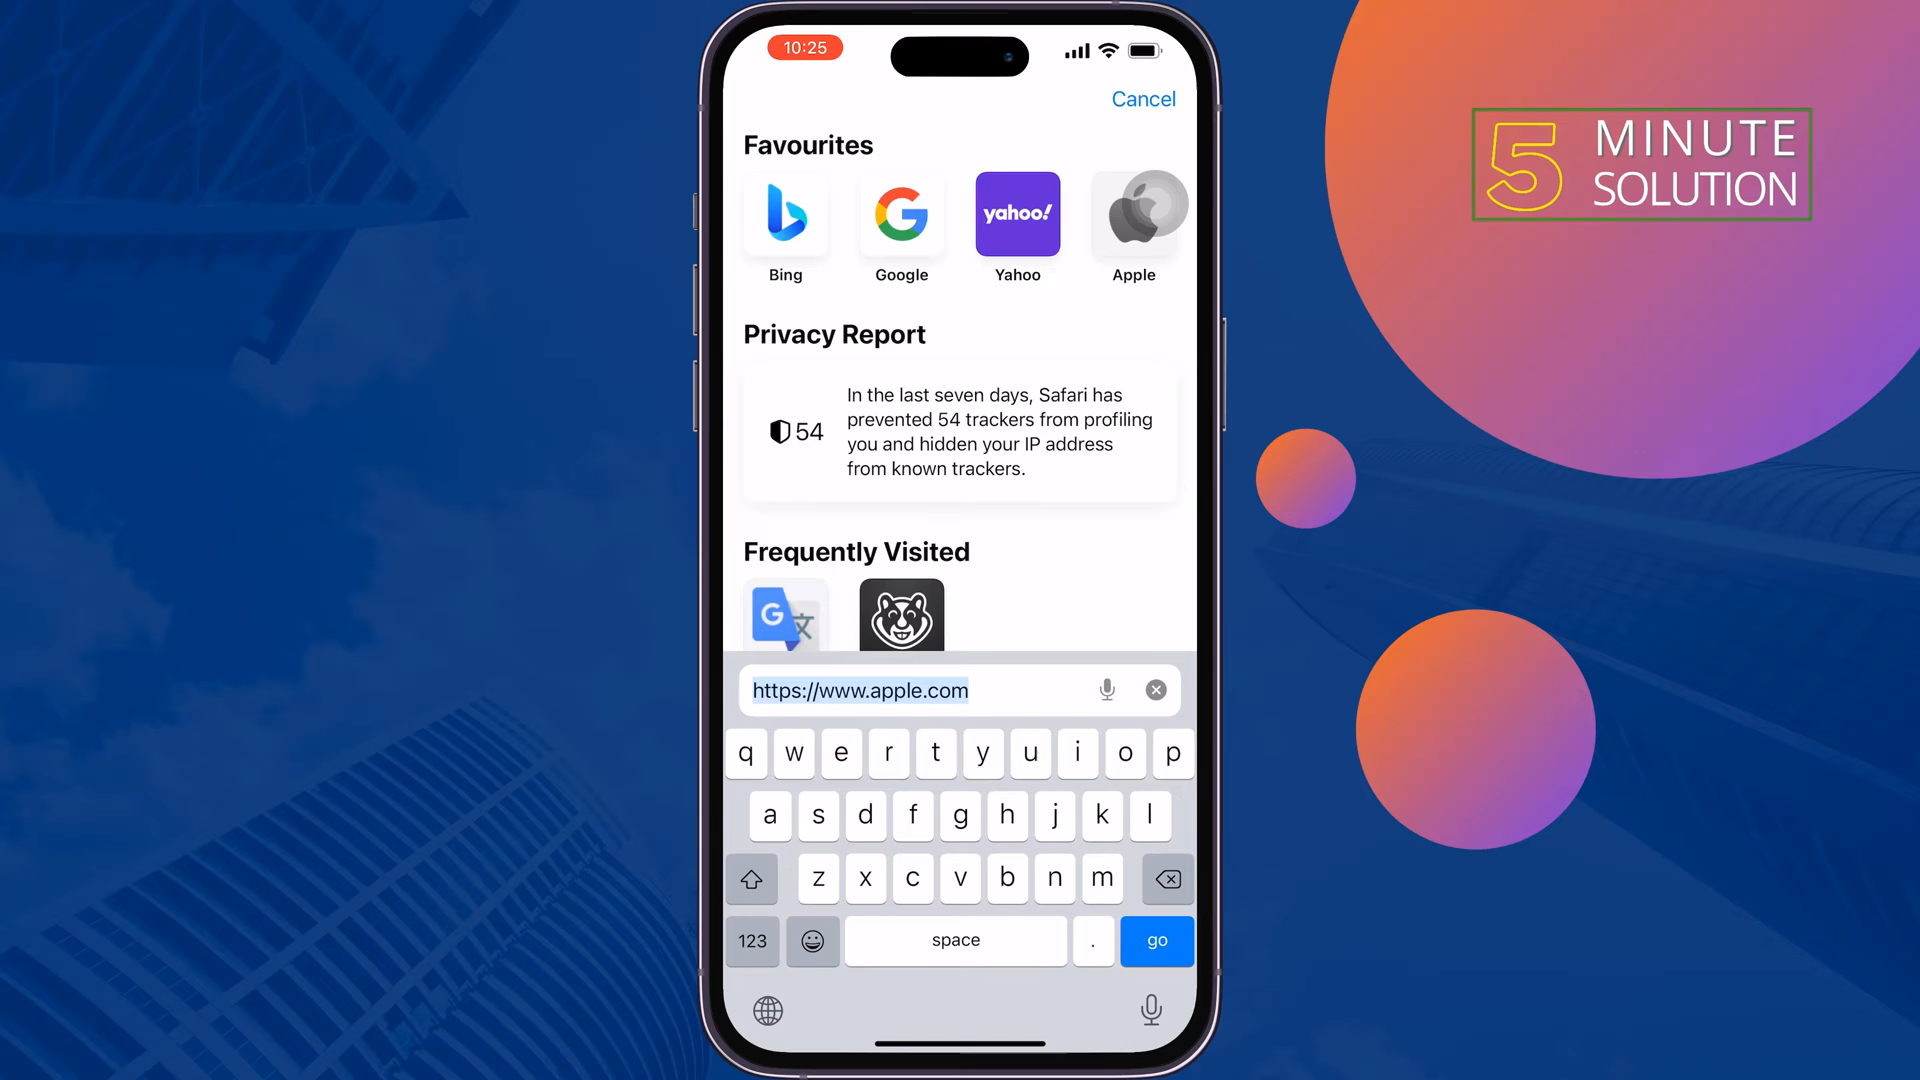 10:25
Cancel
Favourites
yahoo!
Bing
Google
Yahoo
Apple
Privacy Report
54
In the last seven days, Safari has
prevented 54 trackers from profiling
you and hidden your IP address
from known trackers.
Frequently Visited
G 文
https://www.apple.com
q w e r t y u i o p
a s d f g h j k l
z x c v b n m
123
space
.
go
5 MINUTE
SOLUTION